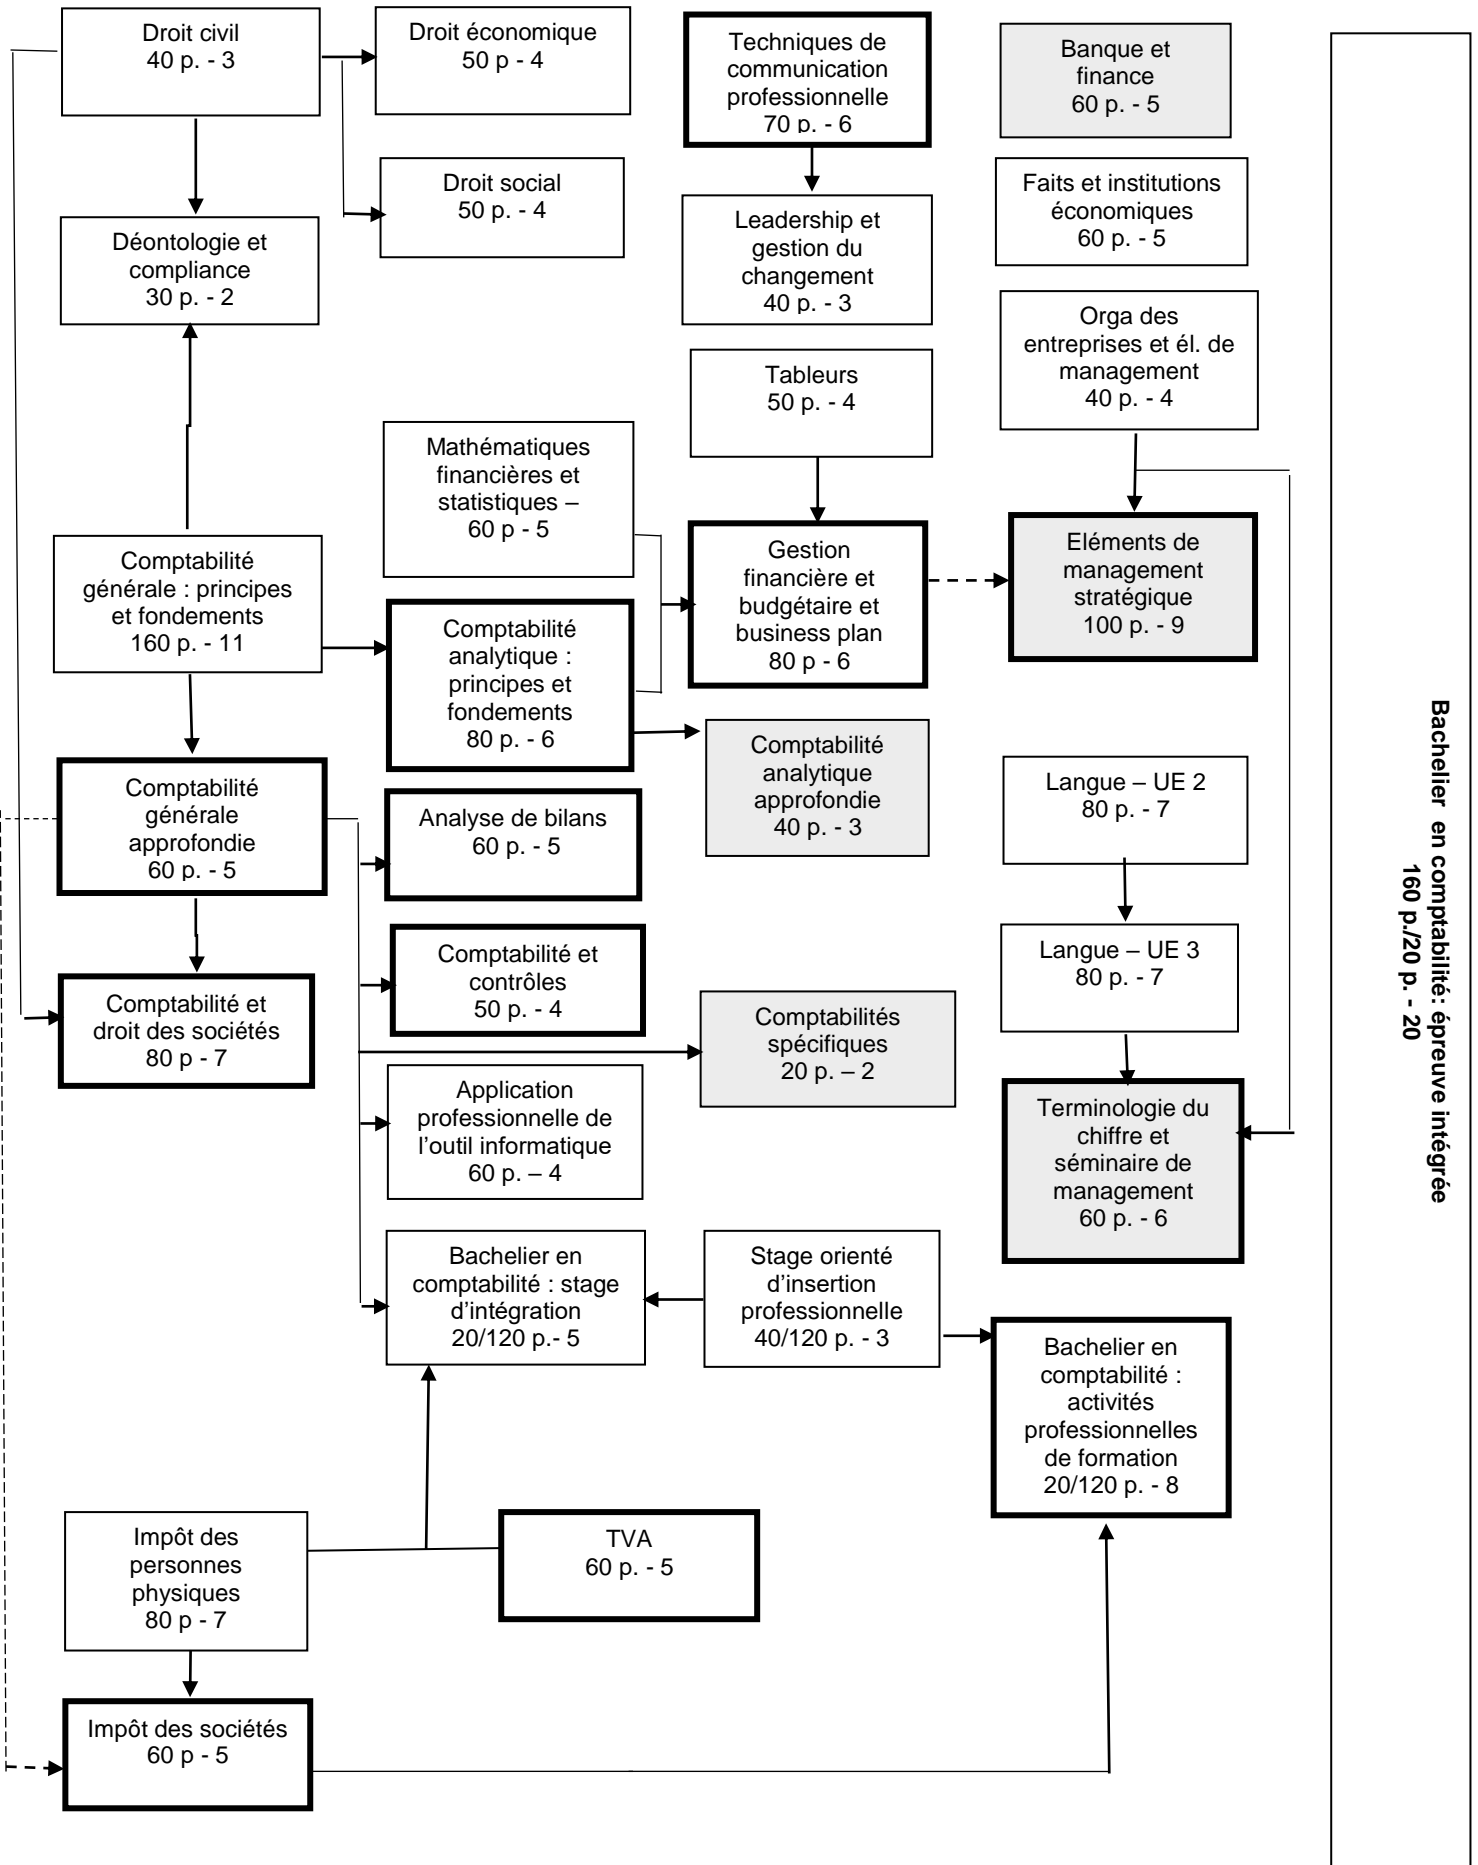 Droit civil
40 p. - 3
Droit économique
50 p - 4
Techniques de
communication
professionnelle
70 p. - 6
Banque et
finance
60 p. - 5
Droit social
50 p. - 4
Faits et institutions
économiques
60 p. - 5
Déontologie et
compliance
30 p. - 2
Leadership et
gestion du
changement
40 p. - 3
Orga des
entreprises et él. de
management
40 p. - 4
Tableurs
50 p. - 4
Mathématiques
financières et
statistiques –
60 p - 5
Comptabilité
générale : principes
et fondements
160 p. - 11
Gestion
financière et
budgétaire et
business plan
80 p - 6
Eléments de
management
stratégique
100 p. - 9
Comptabilité
analytique :
principes et
fondements
80 p. - 6
Comptabilité
analytique
approfondie
40 p. - 3
Comptabilité
générale
approfondie
60 p. - 5
Analyse de bilans
60 p. - 5
Langue – UE 2
80 p. - 7
Comptabilité et
contrôles
50 p. - 4
Langue – UE 3
80 p. - 7
Comptabilité et
droit des sociétés
80 p - 7
Comptabilités
spécifiques
20 p. – 2
Application
professionnelle de
l’outil informatique
60 p. – 4
Terminologie du
chiffre et
séminaire de
management
60 p. - 6
Bachelier en
comptabilité : stage
d’intégration
20/120 p.- 5
Stage orienté
d’insertion
professionnelle
40/120 p. - 3
Bachelier en
comptabilité :
activités
professionnelles
de formation
20/120 p. - 8
Impôt des
personnes
physiques
80 p - 7
TVA
60 p. - 5
Impôt des sociétés
60 p - 5
Bachelier en comptabilité: épreuve intégrée
160 p./20 p. - 20